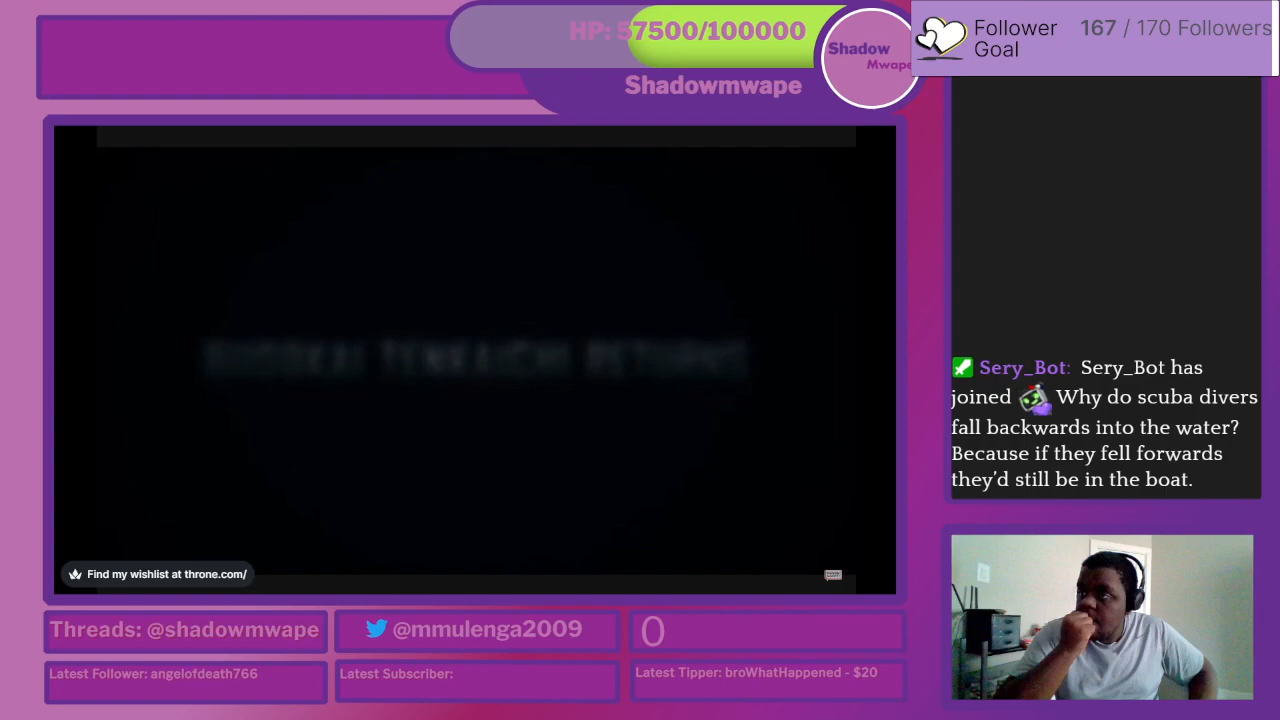 HP: 57500/100000
Shadowmwape
Shadow
Mwape
Follower
Goal
167 / 170 Followers
TENKAICHI RETURNS
Sery_Bot: Sery_Bot has
joined Why do scuba divers
fall backwards into the water?
Because if they fell forwards
they'd still be in the boat.
Find my wishlist at throne.com/
Threads: @shadowmwape
@mmulenga2009
0
Latest Follower: angelofdeath766
Latest Subscriber:
Latest Tipper: broWhatHappened - $20